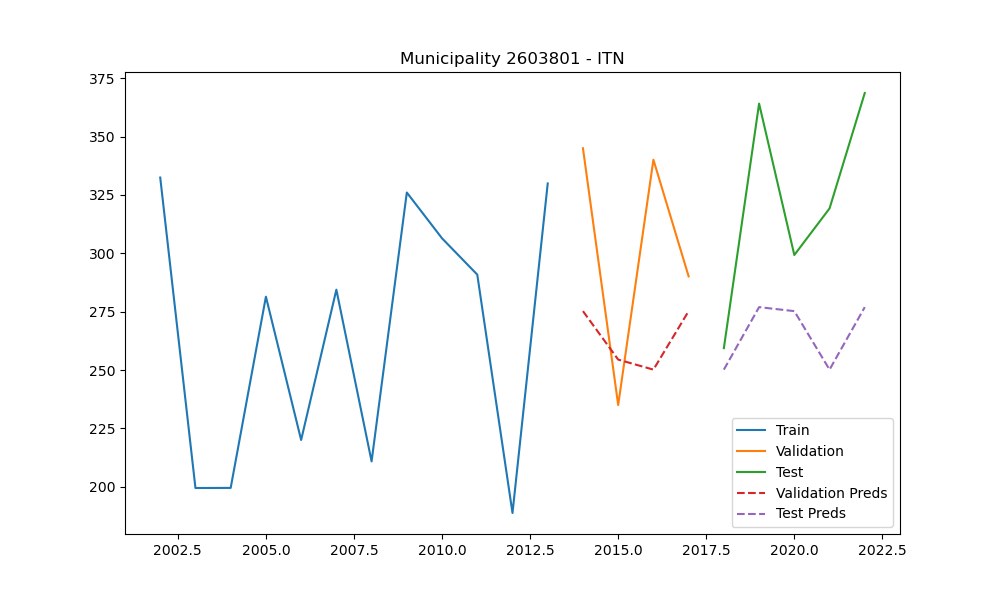 Municipality 2603801 - ITN
375
350
325
300
275
250
225
200
2002.5 2005.0 2007.5 2010.0 2012.5 2015.0 2017.5 2020.0 2022.5
Train
Validation
Test
Validation Preds
Test Preds